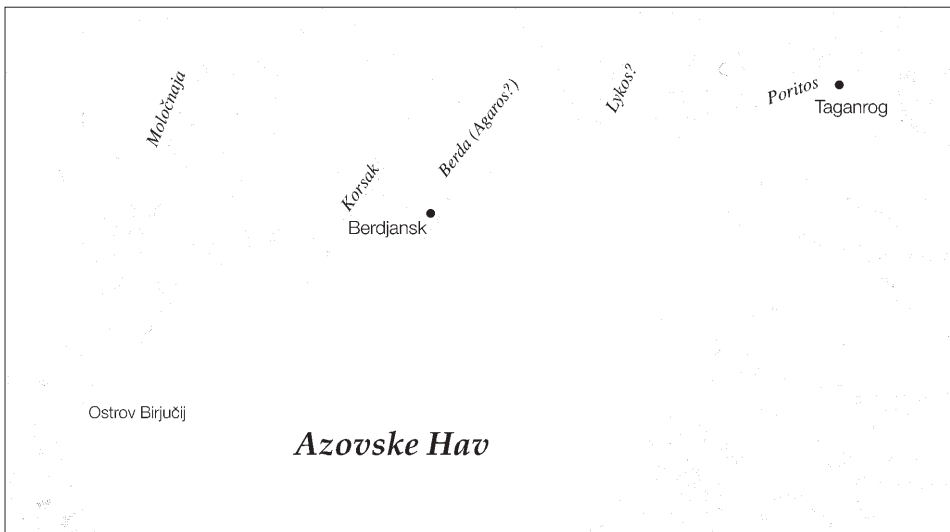 Moločnaja
Lykos?
Poritos
Taganrog
Berda (Agaros?)
Korsak
Berdjansk
Ostrov Birjučij
Azovske Hav